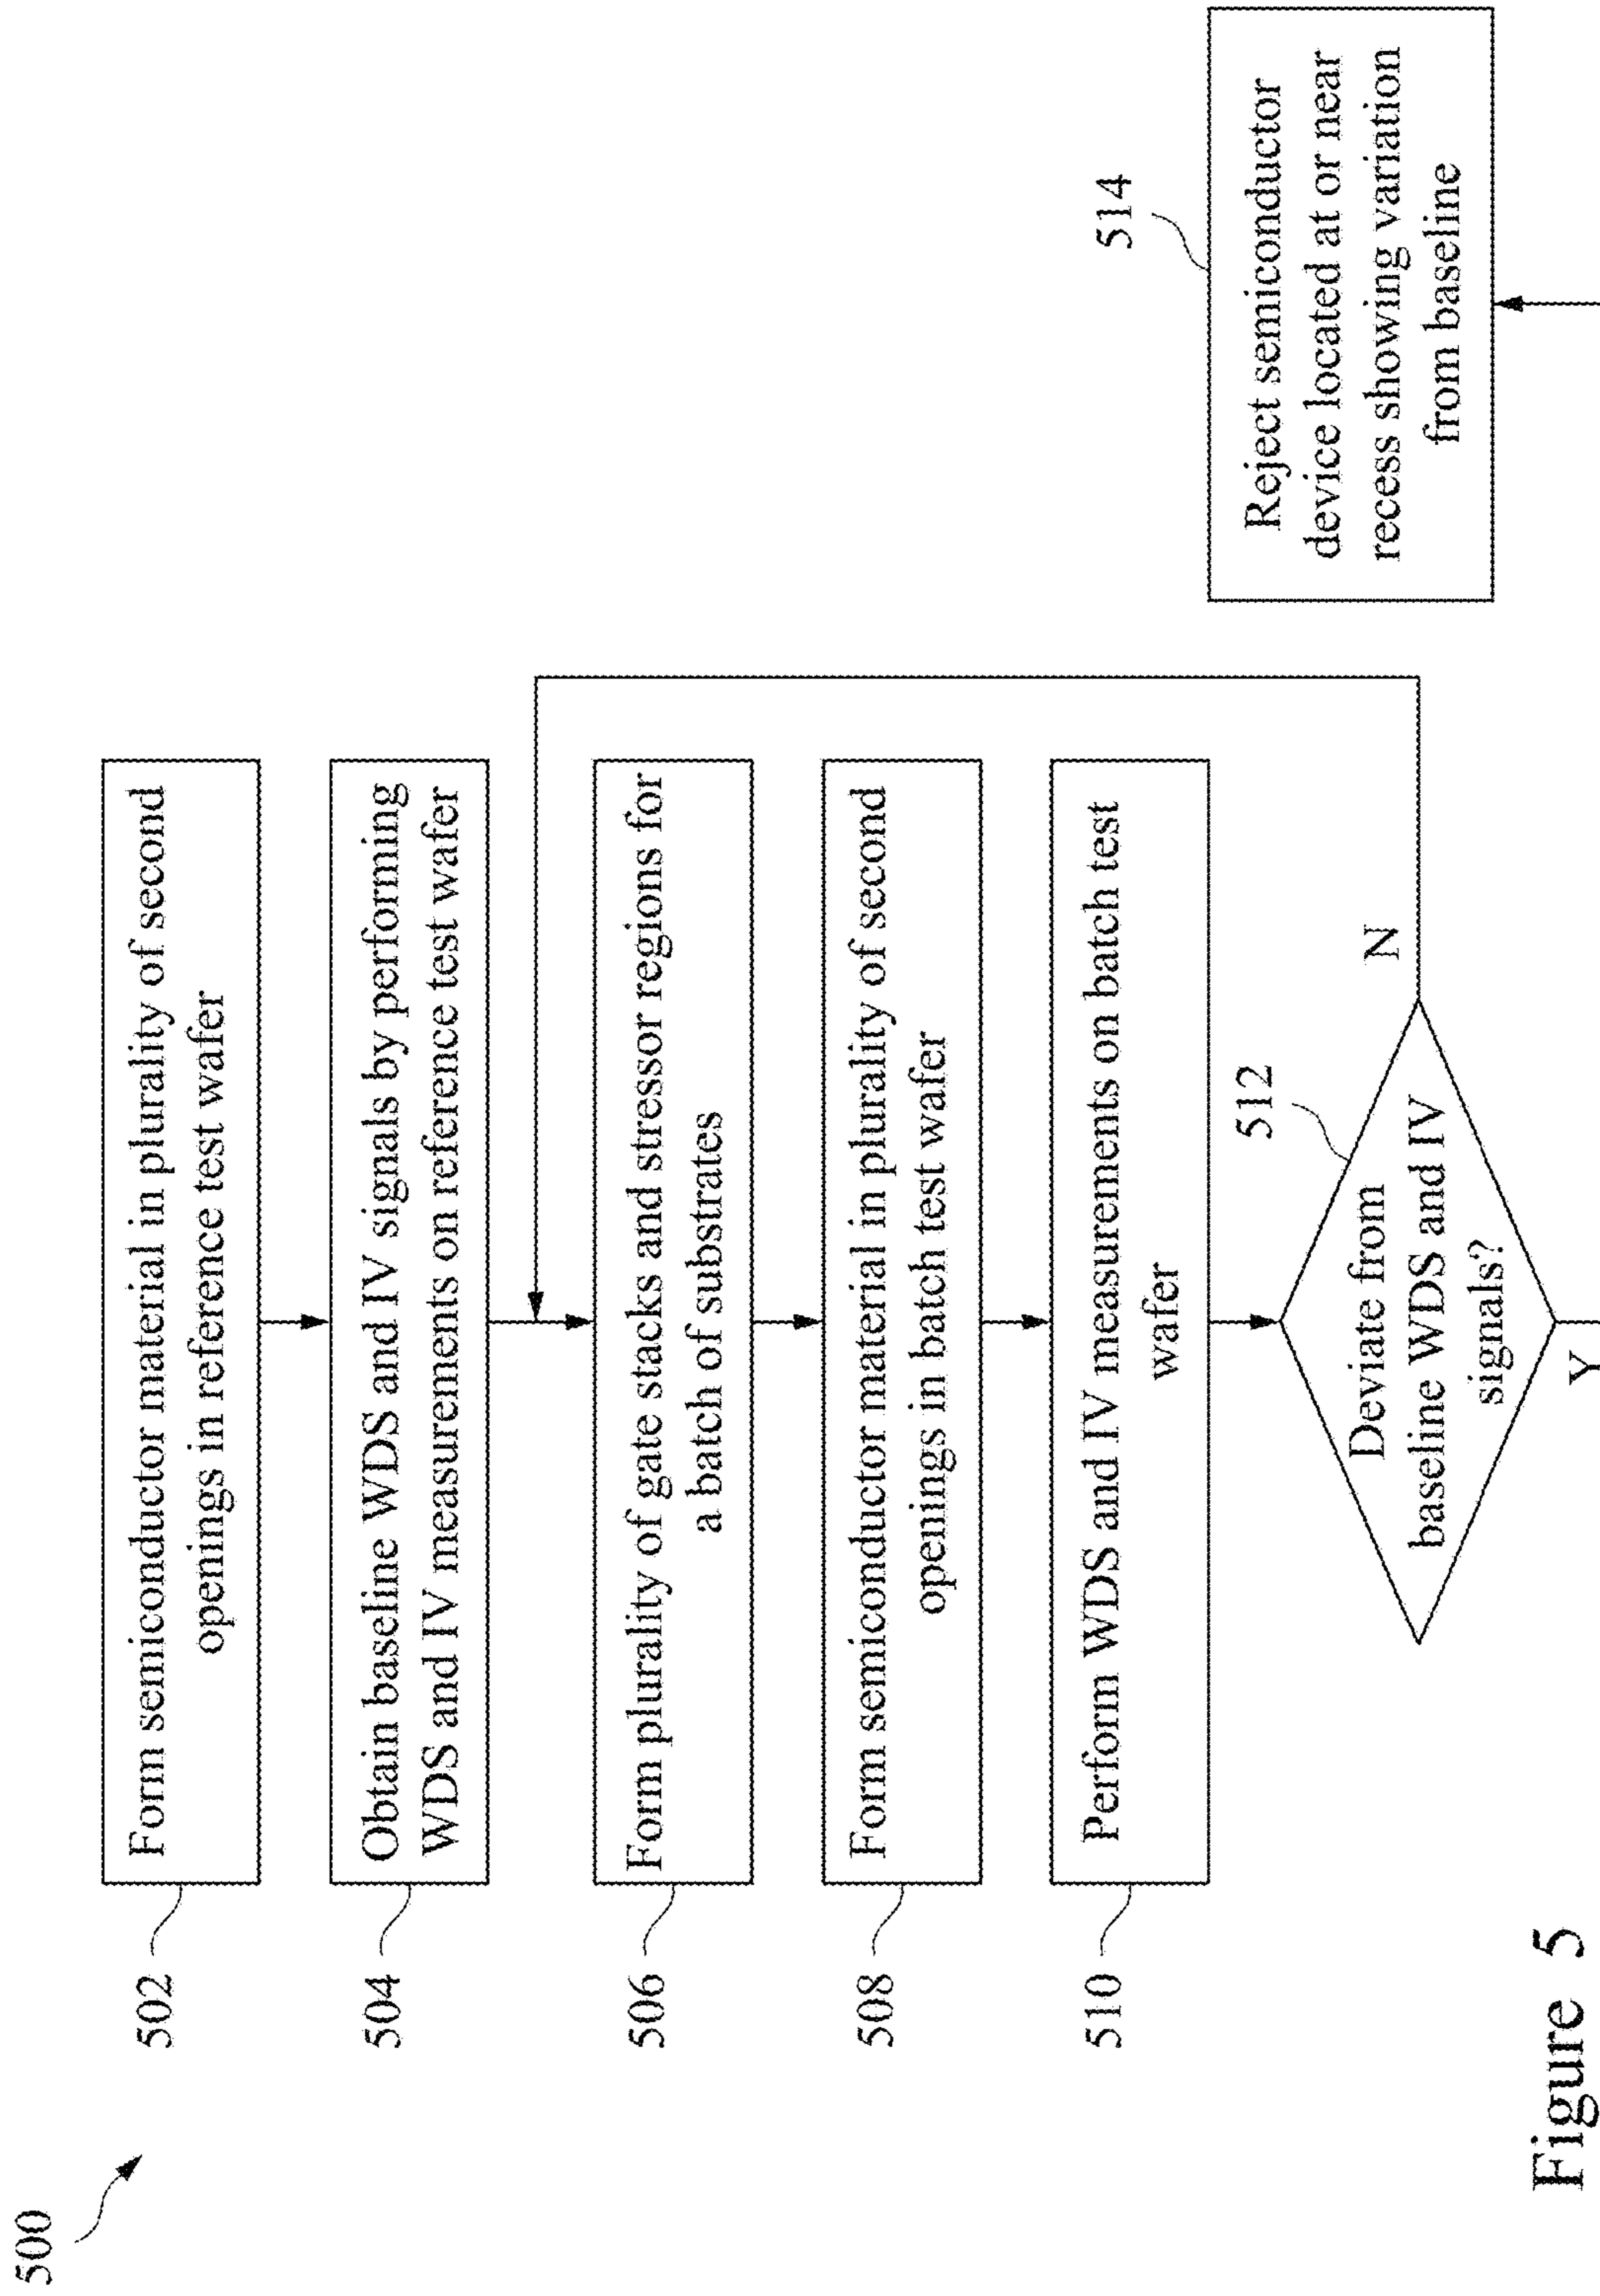 500
502
Form semiconductor material in plurality of second
openings in reference test wafer
504
Obtain baseline WDS and IV signals by performing
WDS and IV measurements on reference test wafer
506
Form plurality of gate stacks and stressor regions for
a batch of substrates
508
Form semiconductor material in plurality of second
openings in batch test wafer
510
Perform WDS and IV measurements on batch test
wafer
512
Deviate from
baseline WDS and IV
signals?
N
Y
514
Reject semiconductor
device located at or near
recess showing variation
from baseline
Figure 5